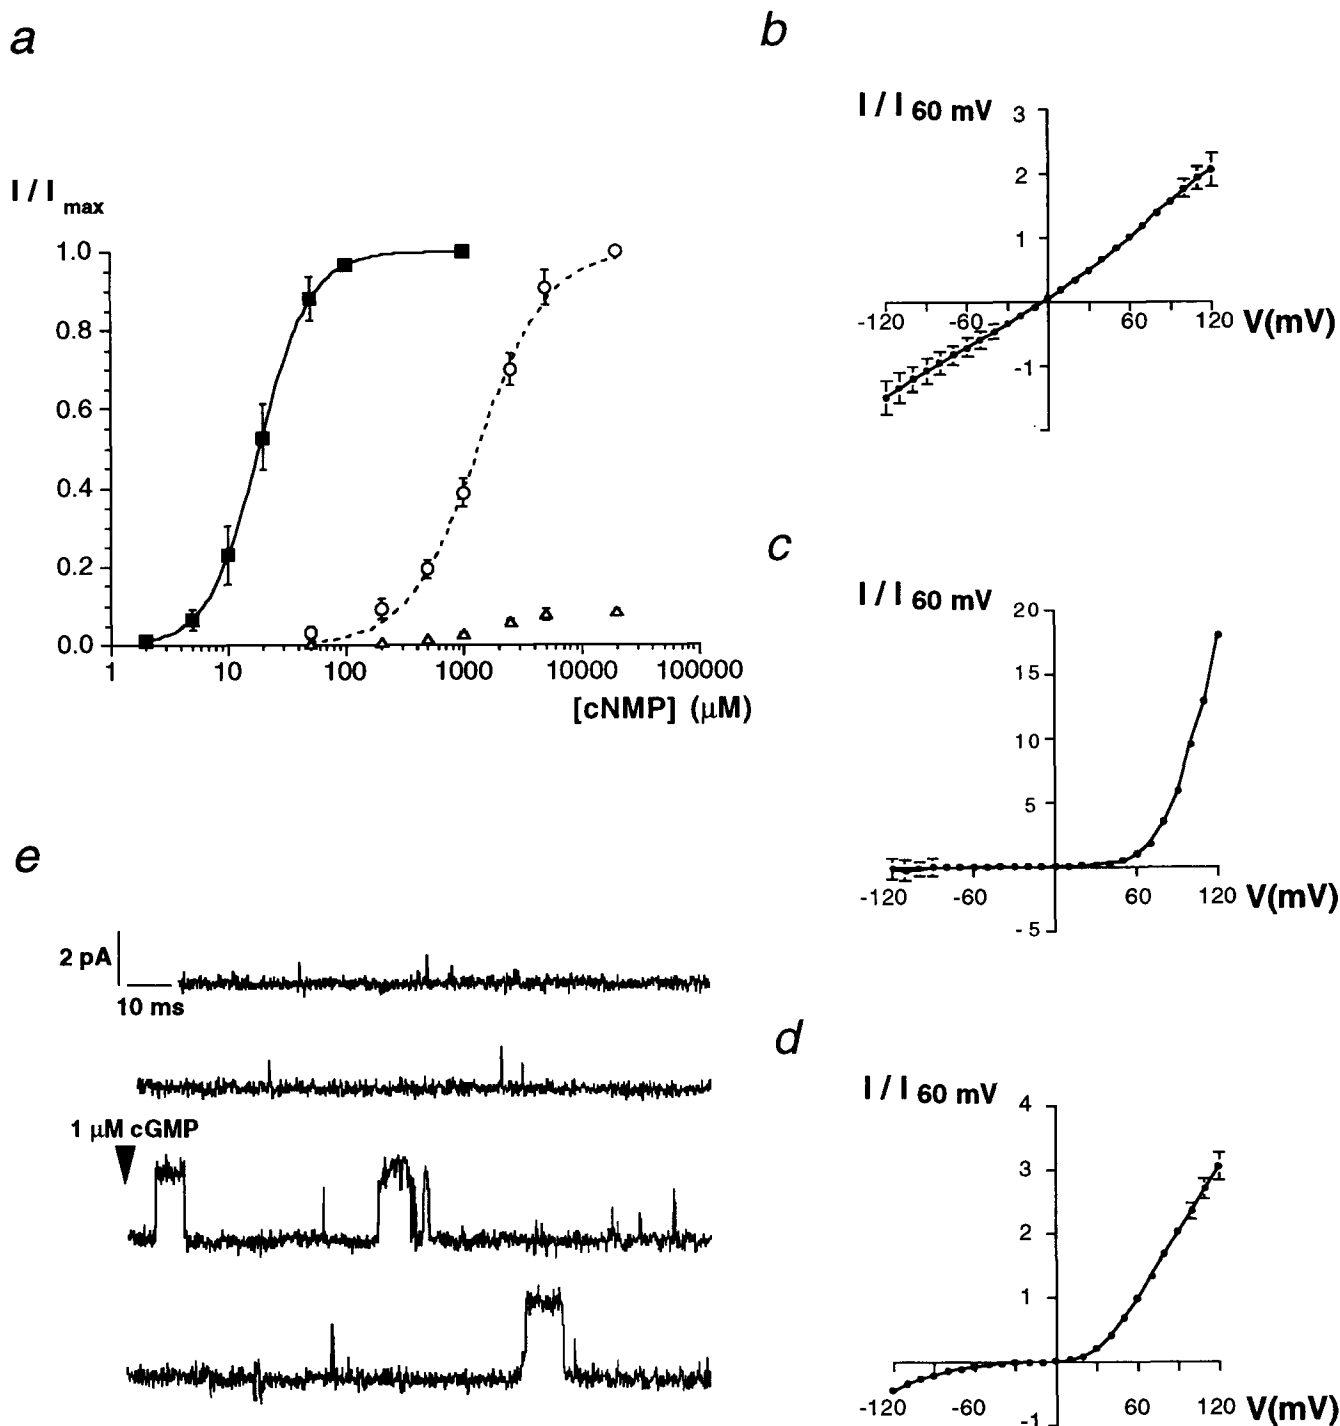 a
I / I max
1.0
0.8
0.6
0.4
0.2
0.0
1 10 100 1000 10000 100000
[cNMP] (μM)
b
I / I 60 mV
3
2
1
-120 -60 60 120 V(mV)
-1
c
I / I 60 mV
20
15
10
5
-120 -60 60 120 V(mV)
-5
d
I / I 60 mV
4
3
2
1
-120 -60 60 120 V(mV)
-1
e
2 pA
10 ms
1 μM cGMP